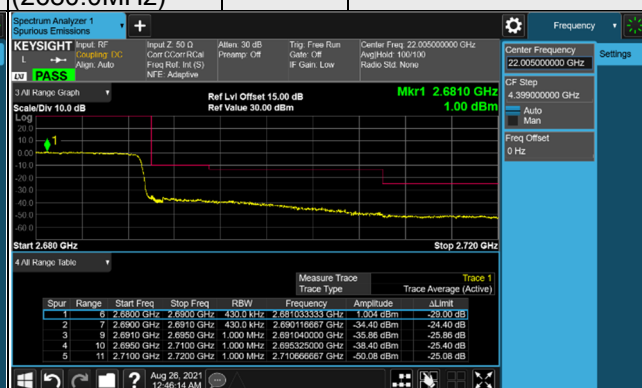 (2680.0MHz)
Spectrum Analyzer 1
Spurious Emissions
+
Frequency
KEYSIGHT
Input: RF
Coupling: DC
Align: Auto
Input Z: 50 Ω
Corr CCorr RCal
Freq Ref: Int (S)
NFE: Adaptive
Atten: 30 dB
Preamp: Off
Trig: Free Run
Gate: Off
IF Gain: Low
Center Freq: 22.005000000 GHz
Avg|Hold: 100/100
Radio Std: None
L
LXI
PASS
Center Frequency
22.005000000 GHz
Settings
CF Step
4.399000000 GHz
Auto
Man
Freq Offset
0 Hz
3 All Range Graph
Scale/Div 10.0 dB
Ref Lvl Offset 15.00 dB
Ref Value 30.00 dBm
Mkr1 2.6810 GHz
1.00 dBm
Log
20.0
10.0
0.00
-10.0
-20.0
-30.0
-40.0
-50.0
-60.0
1
Start 2.680 GHz
Stop 2.720 GHz
4 All Range Table
Measure Trace Trace 1
Trace Type Trace Average (Active)
Spur Range Start Freq Stop Freq RBW Frequency Amplitude ΔLimit
1 6 2.6800 GHz 2.6900 GHz 430.0 kHz 2.681033333 GHz 1.004 dBm -29.00 dB
2 7 2.6900 GHz 2.6910 GHz 430.0 kHz 2.690116667 GHz -34.40 dBm -24.40 dB
3 9 2.6910 GHz 2.6950 GHz 1.000 MHz 2.691040000 GHz -35.86 dBm -25.86 dB
4 10 2.6950 GHz 2.7100 GHz 1.000 MHz 2.695325000 GHz -38.40 dBm -25.40 dB
5 11 2.7100 GHz 2.7200 GHz 1.000 MHz 2.710666667 GHz -50.08 dBm -25.08 dB
?
Aug 26, 2021
12:46:14 AM